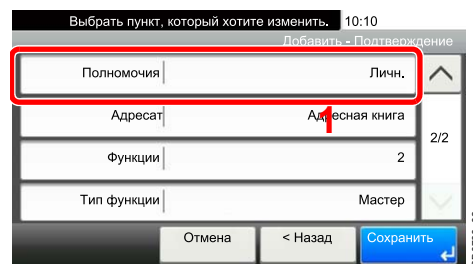 Выбрать пункт, который хотите изменить. 10:10
Добавить - Подтверждение
Полномочия Личн.
Адресат Адресная книга
1
2/2
Функции 2
Тип функции Мастер
Отмена < Назад Сохранить